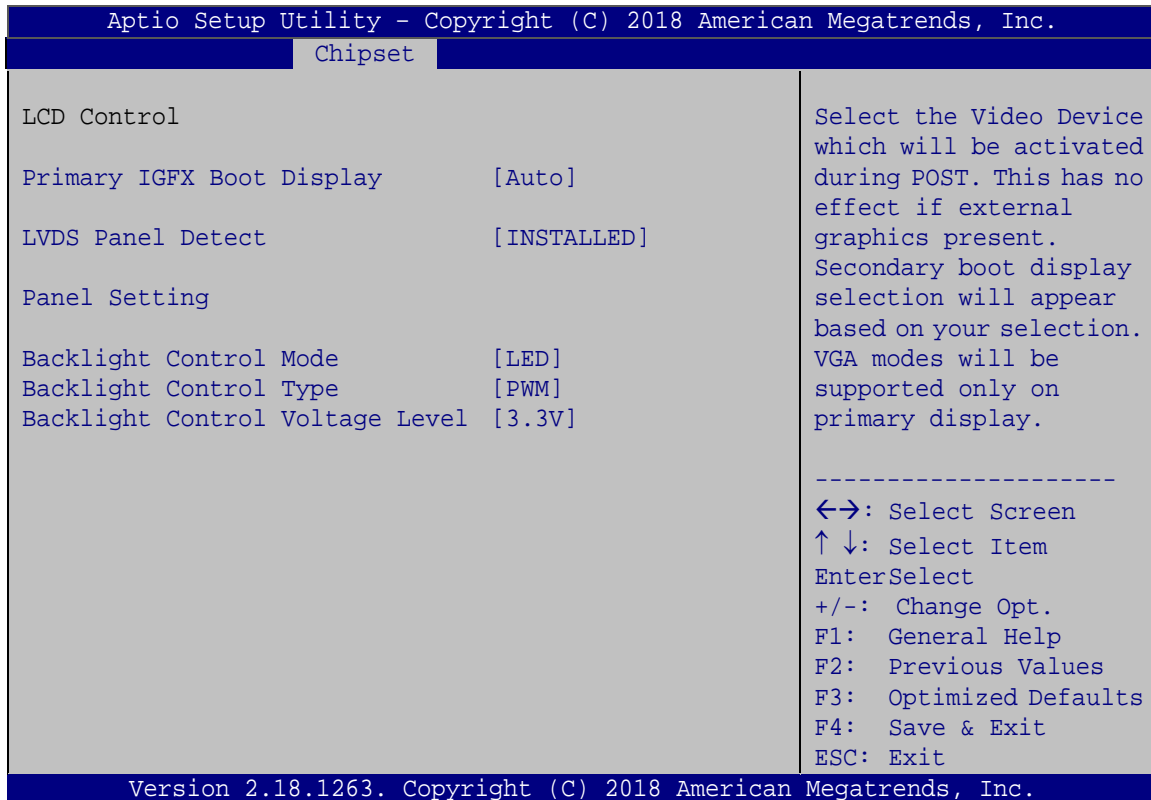 Aptio Setup Utility – Copyright (C) 2018 American Megatrends, Inc.
Chipset
LCD Control
Primary IGFX Boot Display [Auto]
LVDS Panel Detect [INSTALLED]
Panel Setting
Backlight Control Mode [LED]
Backlight Control Type [PWM]
Backlight Control Voltage Level [3.3V]
Select the Video Device
which will be activated
during POST. This has no
effect if external
graphics present.
Secondary boot display
selection will appear
based on your selection.
VGA modes will be
supported only on
primary display.
----------------------
←→: Select Screen
↑ ↓: Select Item
EnterSelect
+/-: Change Opt.
F1: General Help
F2: Previous Values
F3: Optimized Defaults
F4: Save & Exit
ESC: Exit
Version 2.18.1263. Copyright (C) 2018 American Megatrends, Inc.